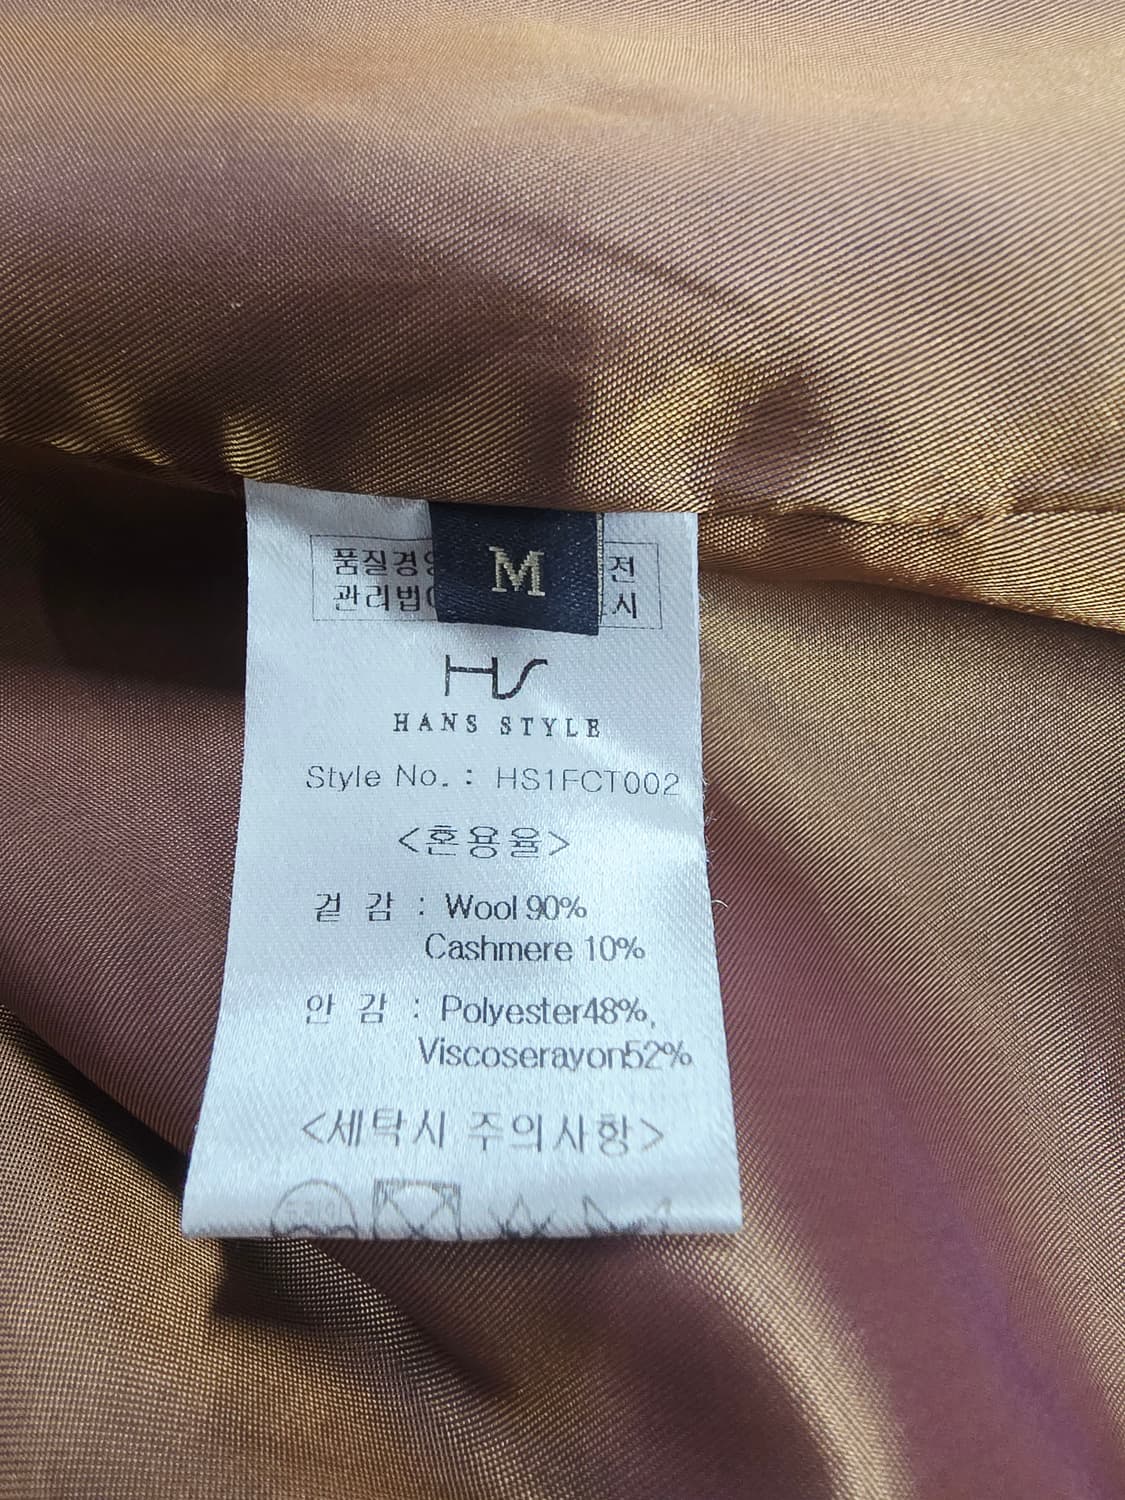 M
품질경
전
관리법
시
HS
HANS STYLE
Style No. : HS1FCT002
<혼용율>
겉 감 : Wool 90%
Cashmere 10%
안 감 : Polyester48%,
Viscoserayon52%
<세탁시 주의사항>